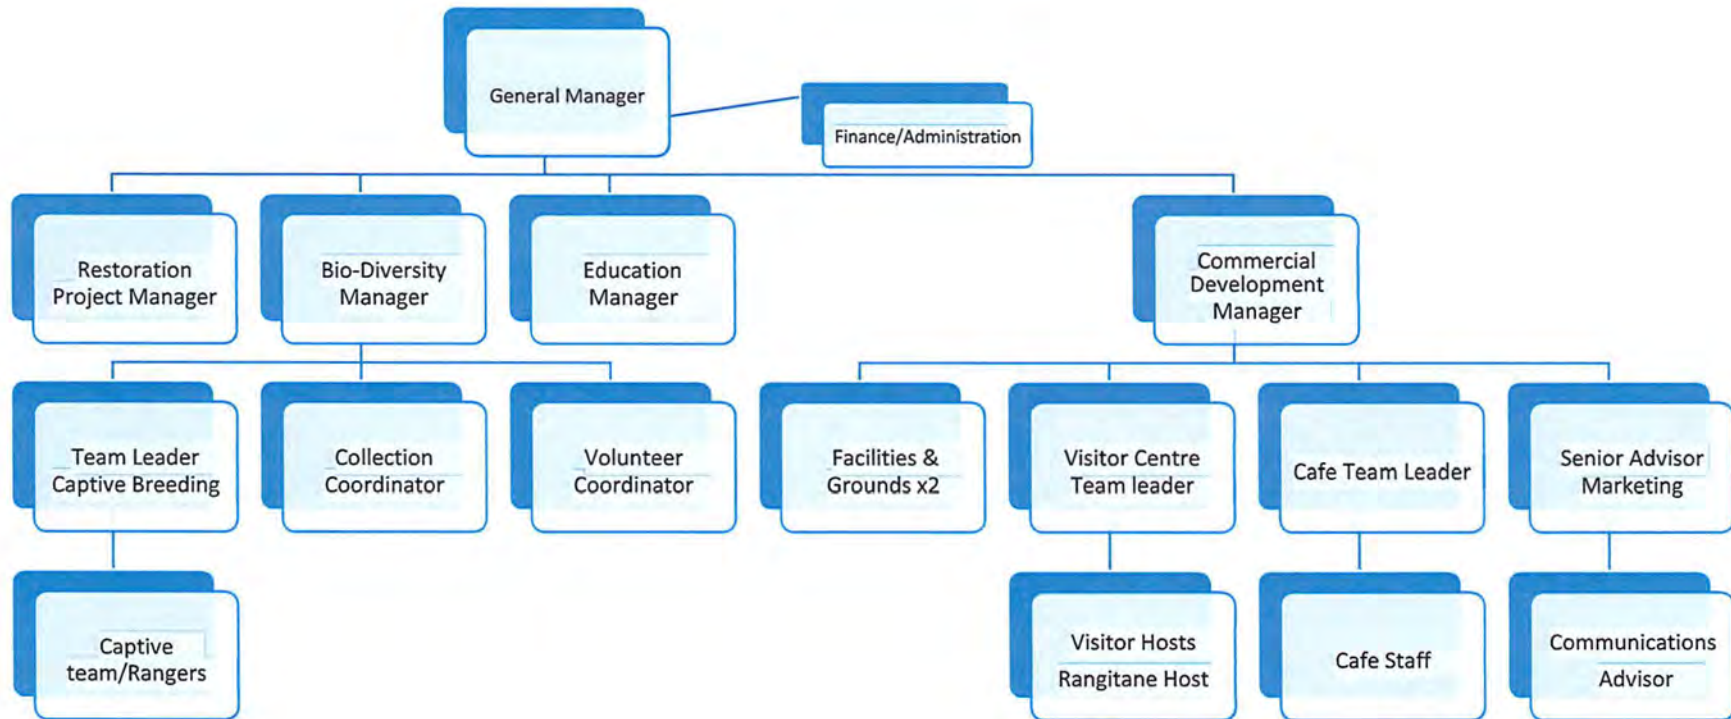 General Manager
Finance/Administration
Restoration
Project Manager
Bio-Diversity
Manager
Education
Manager
Commercial
Development
Manager
Team Leader
Captive Breeding
Collection
Coordinator
Volunteer
Coordinator
Facilities &
Grounds x2
Visitor Centre
Team leader
Cafe Team Leader
Senior Advisor
Marketing
Captive
team/Rangers
Visitor Hosts
Rangitane Host
Cafe Staff
Communications
Advisor